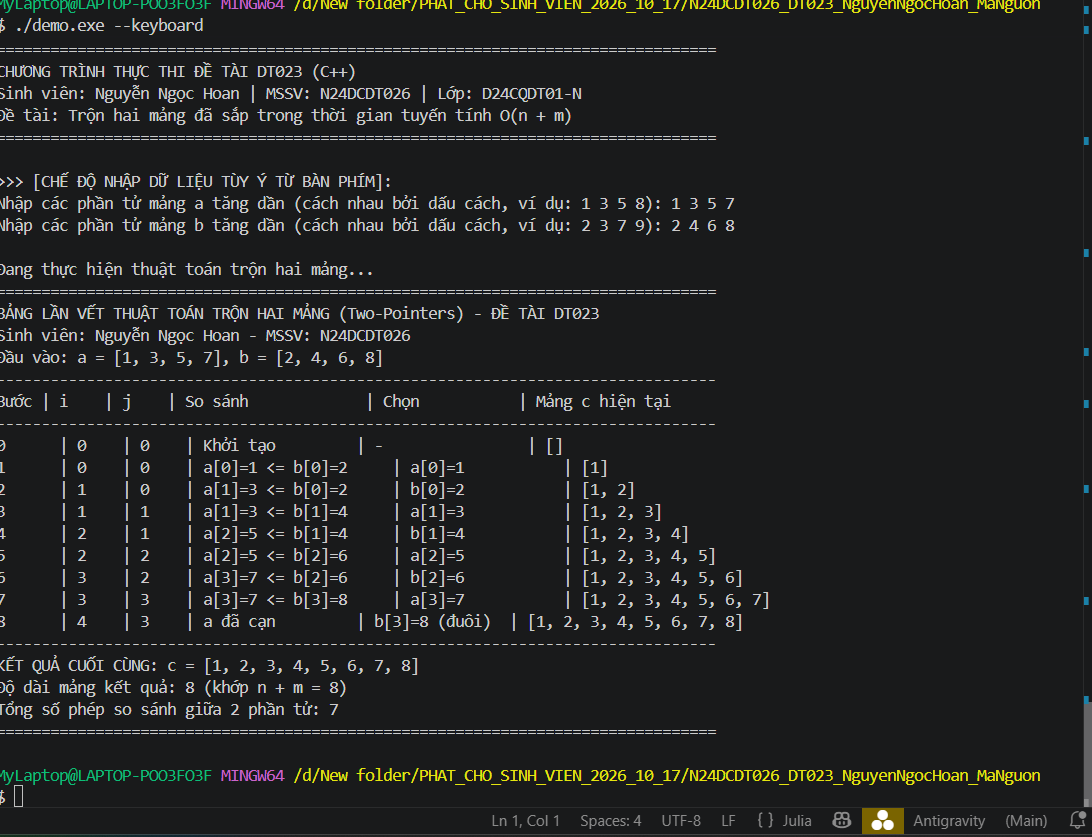 MyLaptop@LAPTOP-POO3FO3F MINGW64 /d/New folder/PHAT_CHO_SINH_VIEN_2026_10_17/N24DCDT026_DT023_NguyenNgocHoan_MaNguon
$ ./demo.exe --keyboard
================================================================================
CHƯƠNG TRÌNH THỰC THI ĐỀ TÀI DT023 (C++)
Sinh viên: Nguyễn Ngọc Hoan | MSSV: N24DCDT026 | Lớp: D24CQDT01-N
Đề tài: Trộn hai mảng đã sắp trong thời gian tuyến tính O(n + m)
================================================================================
>>> [CHẾ ĐỘ NHẬP DỮ LIỆU TÙY Ý TỪ BÀN PHÍM]:
Nhập các phần tử mảng a tăng dần (cách nhau bởi dấu cách, ví dụ: 1 3 5 8): 1 3 5 7
Nhập các phần tử mảng b tăng dần (cách nhau bởi dấu cách, ví dụ: 2 3 7 9): 2 4 6 8
Đang thực hiện thuật toán trộn hai mảng...
================================================================================
BẢNG LẦN VẾT THUẬT TOÁN TRỘN HAI MẢNG (Two-Pointers) - ĐỀ TÀI DT023
Sinh viên: Nguyễn Ngọc Hoan - MSSV: N24DCDT026
Đầu vào: a = [1, 3, 5, 7], b = [2, 4, 6, 8]
--------------------------------------------------------------------------------
Bước | i | j | So sánh | Chọn | Mảng c hiện tại
--------------------------------------------------------------------------------
0 | 0 | 0 | Khởi tạo | - | []
1 | 0 | 0 | a[0]=1 <= b[0]=2 | a[0]=1 | [1]
2 | 1 | 0 | a[1]=3 <= b[0]=2 | b[0]=2 | [1, 2]
3 | 1 | 1 | a[1]=3 <= b[1]=4 | a[1]=3 | [1, 2, 3]
4 | 2 | 1 | a[2]=5 <= b[1]=4 | b[1]=4 | [1, 2, 3, 4]
5 | 2 | 2 | a[2]=5 <= b[2]=6 | a[2]=5 | [1, 2, 3, 4, 5]
6 | 3 | 2 | a[3]=7 <= b[2]=6 | b[2]=6 | [1, 2, 3, 4, 5, 6]
7 | 3 | 3 | a[3]=7 <= b[3]=8 | a[3]=7 | [1, 2, 3, 4, 5, 6, 7]
8 | 4 | 3 | a đã cạn | b[3]=8 (đuôi) | [1, 2, 3, 4, 5, 6, 7, 8]
--------------------------------------------------------------------------------
KẾT QUẢ CUỐI CÙNG: c = [1, 2, 3, 4, 5, 6, 7, 8]
Độ dài mảng kết quả: 8 (khớp n + m = 8)
Tổng số phép so sánh giữa 2 phần tử: 7
================================================================================
MyLaptop@LAPTOP-POO3FO3F MINGW64 /d/New folder/PHAT_CHO_SINH_VIEN_2026_10_17/N24DCDT026_DT023_NguyenNgocHoan_MaNguon
$
Ln 1, Col 1 Spaces: 4 UTF-8 LF {} Julia Antigravity (Main)